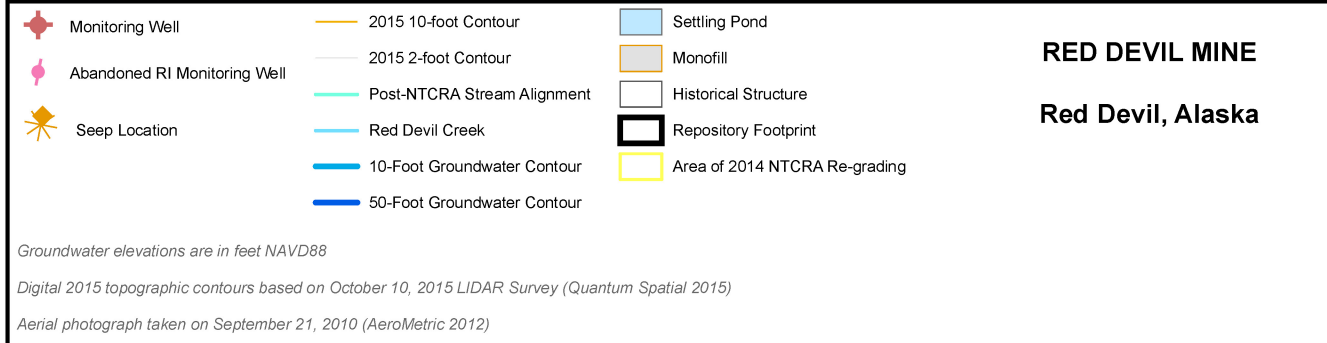 Monitoring Well
Abandoned RI Monitoring Well
Seep Location
2015 10-foot Contour
2015 2-foot Contour
Post-NTCRA Stream Alignment
Red Devil Creek
10-Foot Groundwater Contour
50-Foot Groundwater Contour
Settling Pond
Monofill
Historical Structure
Repository Footprint
Area of 2014 NTCRA Re-grading
RED DEVIL MINE
Red Devil, Alaska
Groundwater elevations are in feet NAVD88
Digital 2015 topographic contours based on October 10, 2015 LIDAR Survey (Quantum Spatial 2015)
Aerial photograph taken on September 21, 2010 (AeroMetric 2012)